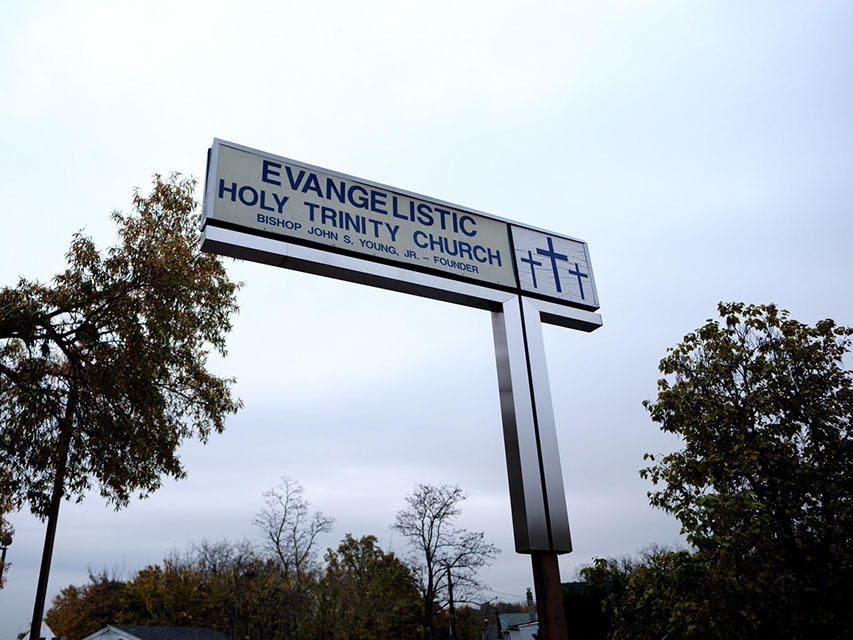 EVANGELISTIC
HOLY TRINITY CHURCH
BISHOP JOHN S. YOUNG, JR. – FOUNDER